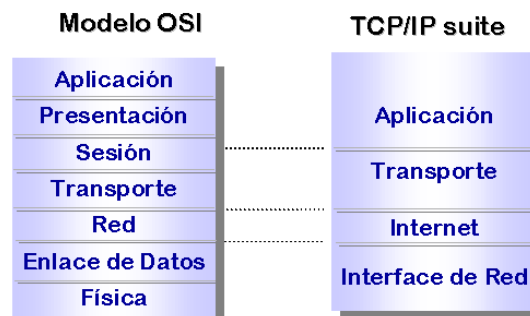 Modelo OSI
Aplicación
Presentación
Sesión
Transporte
Red
Enlace de Datos
Física
TCP/IP suite
Aplicación
Transporte
Internet
Interface de Red